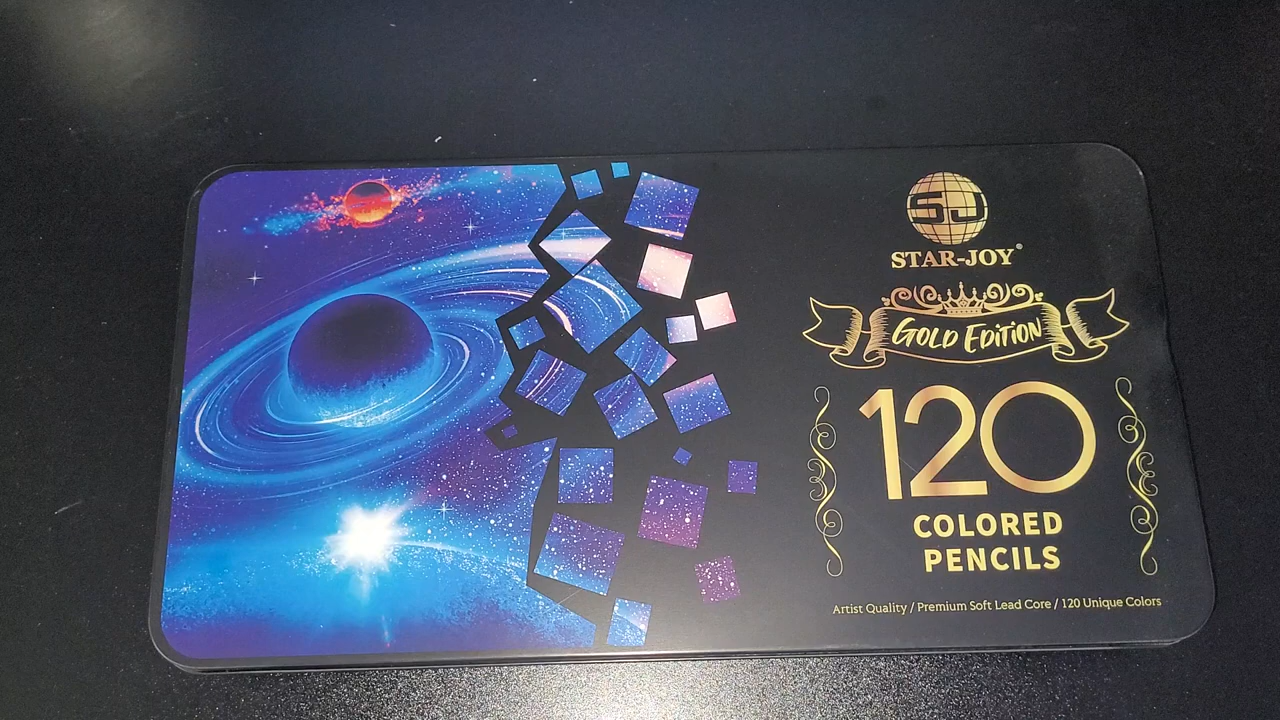 SJ
STAR-JOY®
GOLD EDITION
120
COLORED
PENCILS
Artist Quality / Premium Soft Lead Core / 120 Unique Colors